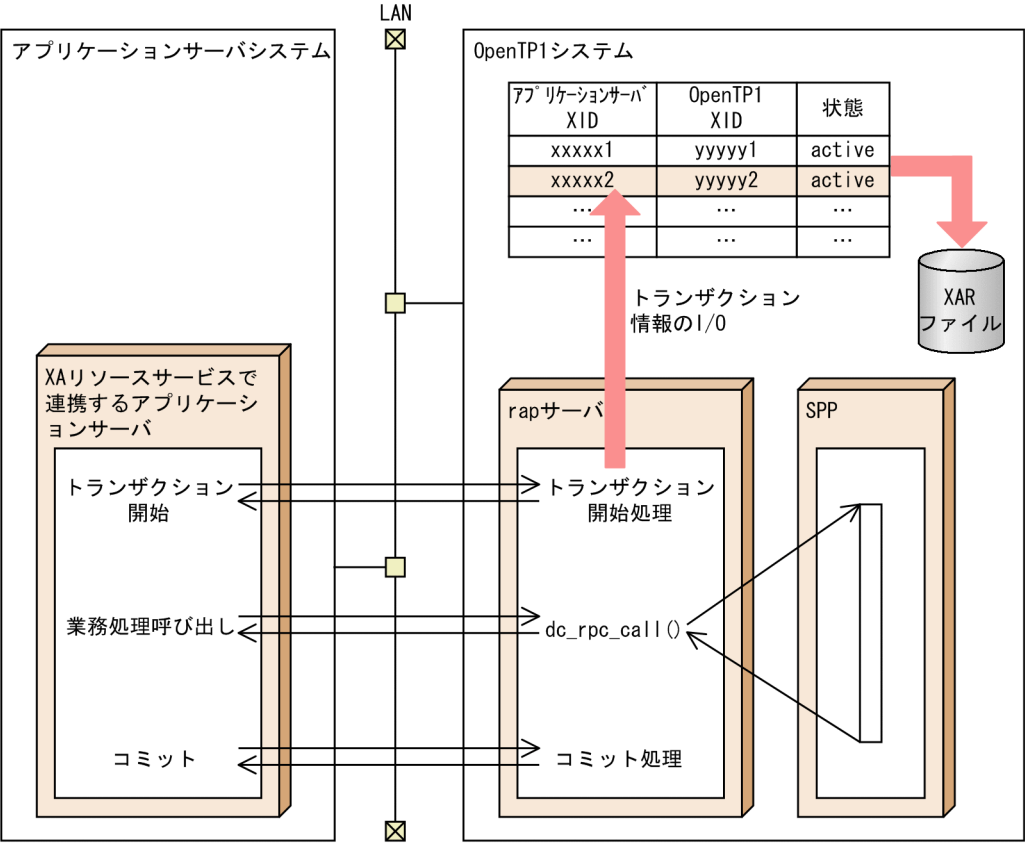 LAN
アプリケーションサーバシステム
OpenTP1システム
アプリケーションサーバ
XID
OpenTP1
XID
状態
xxxxx1
yyyyy1
active
xxxxx2
yyyyy2
active
…
…
…
…
…
…
XAR
ファイル
トランザクション
情報のI/O
XAリソースサービスで
連携するアプリケーシ
ョンサーバ
rapサーバ
SPP
トランザクション
開始
トランザクション
開始処理
業務処理呼び出し
dc_rpc_call()
コミット
コミット処理